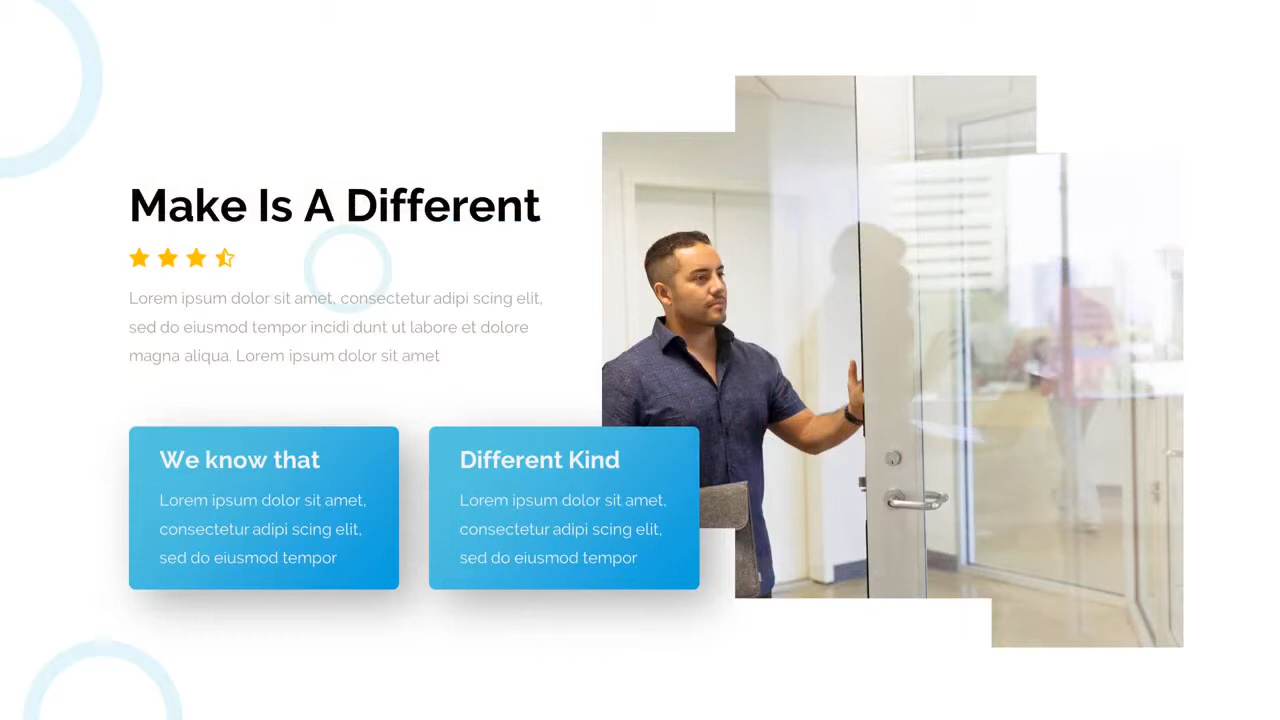 Make Is A Different
Lorem ipsum dolor sit amet, consectetur adipi scing elit,
sed do eiusmod tempor incidi dunt ut labore et dolore
magna aliqua. Lorem ipsum dolor sit amet
We know that
Lorem ipsum dolor sit amet,
consectetur adipi scing elit,
sed do eiusmod tempor
Different Kind
Lorem ipsum dolor sit amet,
consectetur adipi scing elit,
sed do eiusmod tempor